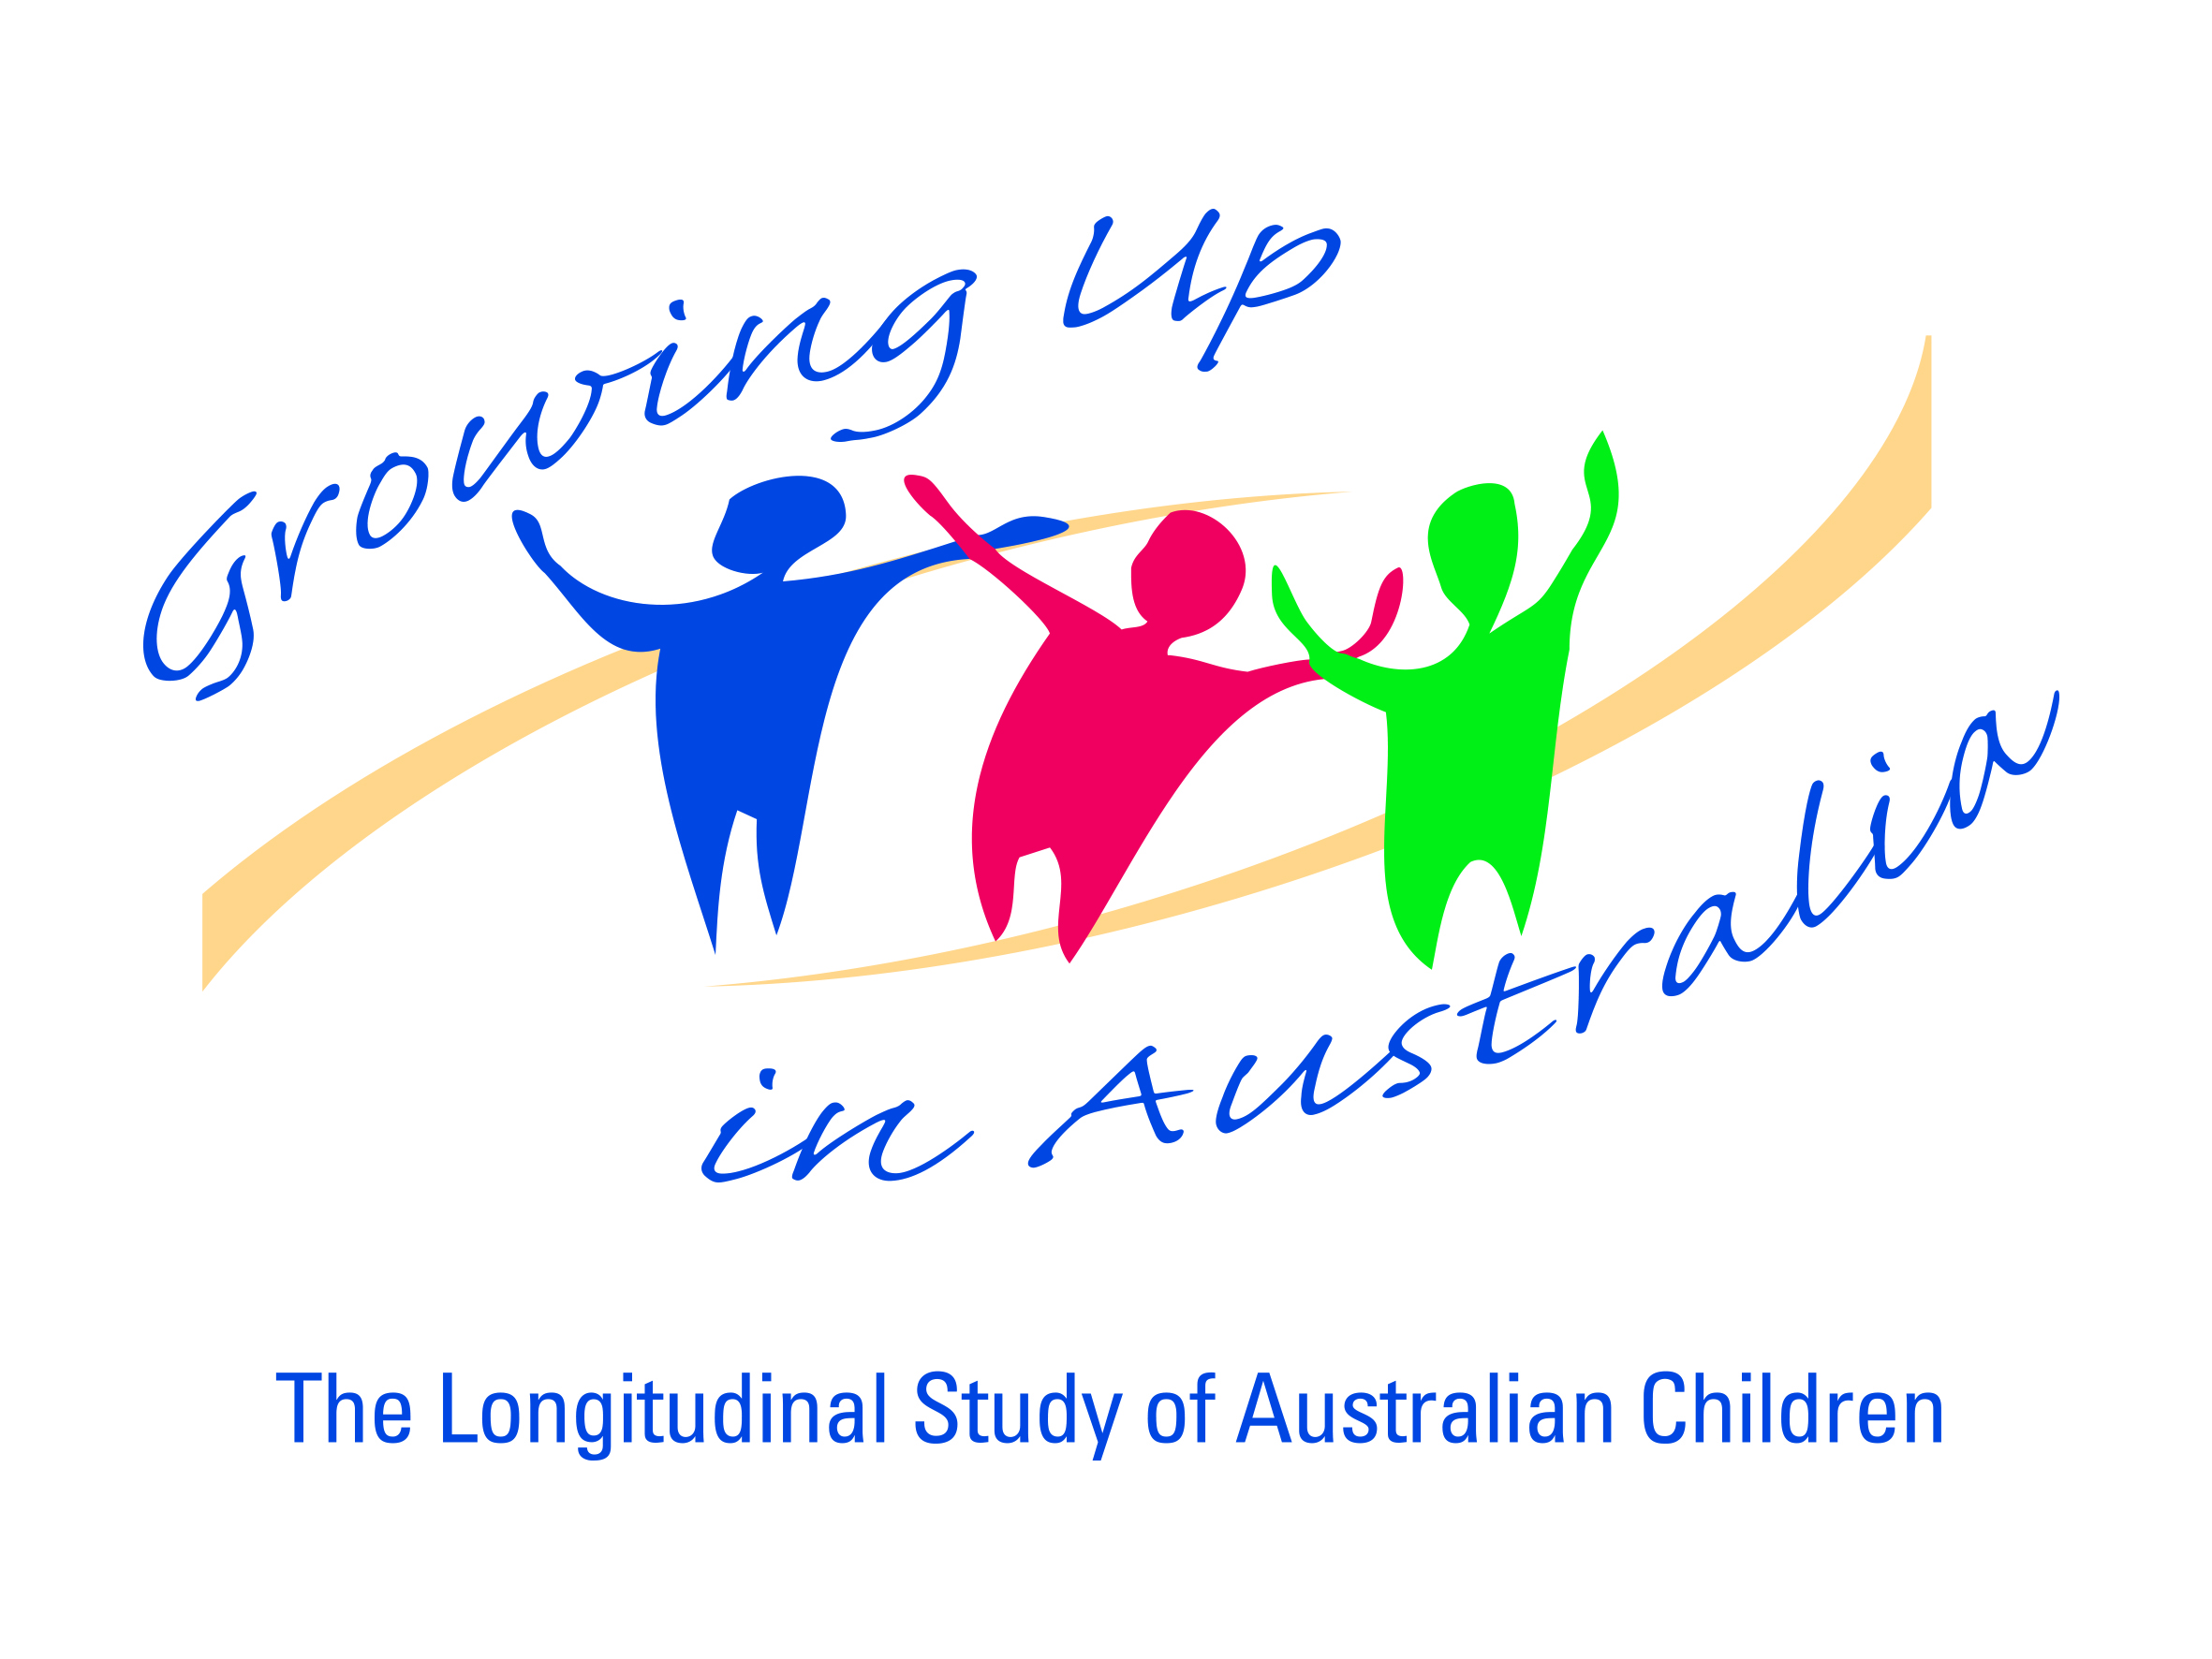 Growing Up
in Australia
The Longitudinal Study of Australian Children